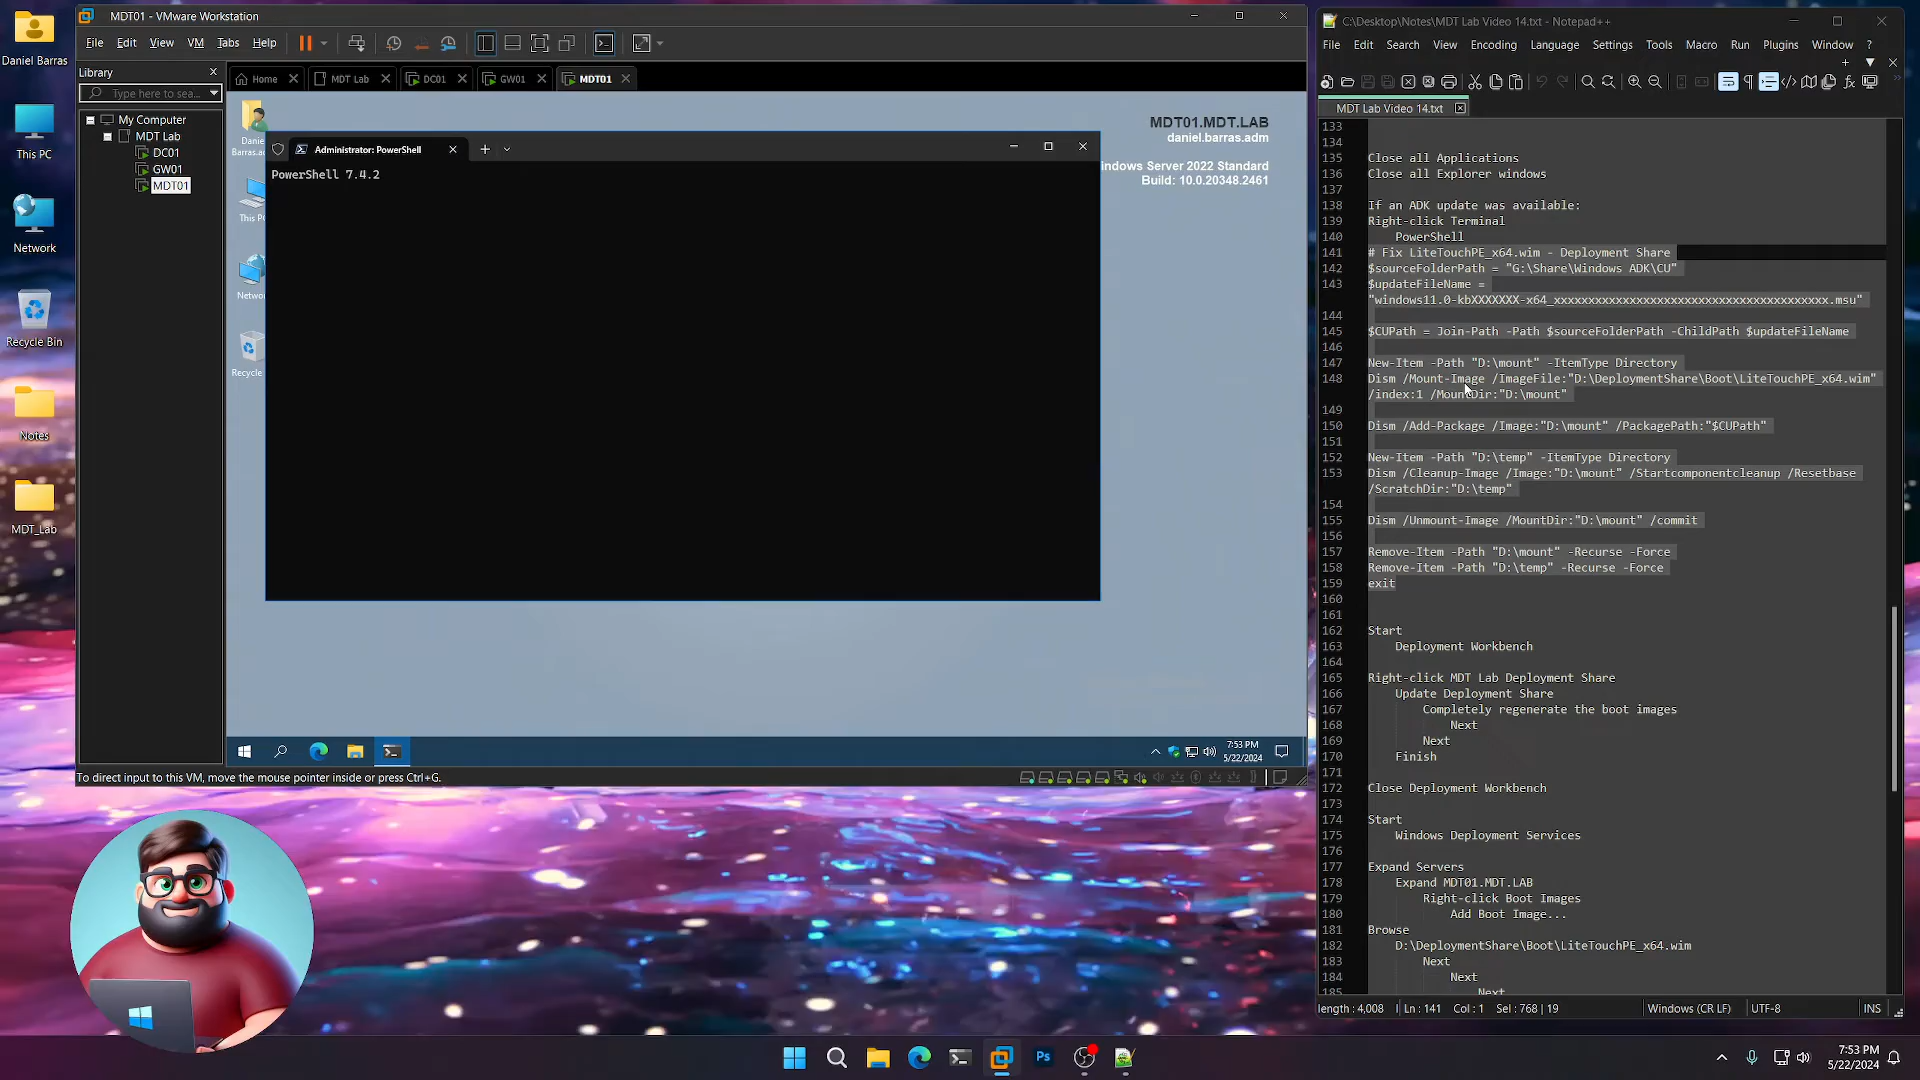 Daniel Barras
This PC
Network
Recycle Bin
Notes
MDT_Lab
MDT01 - VMware Workstation
File Edit View VM Tabs Help
Library
Type here to sea...
My Computer
MDT Lab
DC01
GW01
MDT01
Home
MDT Lab
DC01
GW01
MDT01
MDT01.MDT.LAB
daniel.barras.adm
indows Server 2022 Standard
Build: 10.0.20348.2461
Administrator: PowerShell
PowerShell 7.4.2
7:53 PM
5/22/2024
To direct input to this VM, move the mouse pointer inside or press Ctrl+G.
C:\Desktop\Notes\MDT Lab Video 14.txt - Notepad++
File Edit Search View Encoding Language Settings Tools Macro Run Plugins Window ?
MDT Lab Video 14.txt
133
134
135 Close all Applications
136 Close all Explorer windows
137
138 If an ADK update was available:
139 Right-click Terminal
140 PowerShell
141 # Fix LiteTouchPE_x64.wim - Deployment Share
142 $sourceFolderPath = "G:\Share\Windows ADK\CU"
143 $updateFileName =
"windows11.0-kbXXXXXXX-x64_xxxxxxxxxxxxxxxxxxxxxxxxxxxxxxxxxxxxxxxx.msu"
144
145 $CUPath = Join-Path -Path $sourceFolderPath -ChildPath $updateFileName
146
147 New-Item -Path "D:\mount" -ItemType Directory
148 Dism /Mount-Image /ImageFile:"D:\DeploymentShare\Boot\LiteTouchPE_x64.wim"
/index:1 /MountDir:"D:\mount"
149
150 Dism /Add-Package /Image:"D:\mount" /PackagePath:"$CUPath"
151
152 New-Item -Path "D:\temp" -ItemType Directory
153 Dism /Cleanup-Image /Image:"D:\mount" /Startcomponentcleanup /Resetbase
/ScratchDir:"D:\temp"
154
155 Dism /Unmount-Image /MountDir:"D:\mount" /commit
156
157 Remove-Item -Path "D:\mount" -Recurse -Force
158 Remove-Item -Path "D:\temp" -Recurse -Force
159 exit
160
161
162 Start
163 Deployment Workbench
164
165 Right-click MDT Lab Deployment Share
166 Update Deployment Share
167 Completely regenerate the boot images
168 Next
169 Next
170 Finish
171
172 Close Deployment Workbench
173
174 Start
175 Windows Deployment Services
176
177 Expand Servers
178 Expand MDT01.MDT.LAB
179 Right-click Boot Images
180 Add Boot Image...
181 Browse
182 D:\DeploymentShare\Boot\LiteTouchPE_x64.wim
183 Next
184 Next
185 Next
length : 4,008 Ln : 141 Col : 1 Sel : 768 | 19 Windows (CR LF) UTF-8 INS
Ps
7:53 PM
5/22/2024